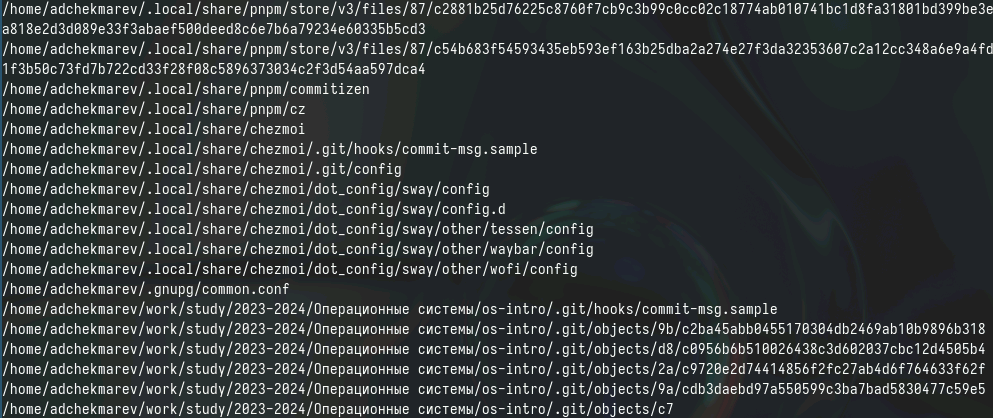 /home/adchekmarev/.local/share/pnpm/store/v3/files/87/c2881b25d76225c8760f7cb9c3b99c0cc02c18774ab010741bc1d8fa31801bd399be3e
a818e2d3d089e33f3abaef500deed8c6e7b6a79234e60335b5cd3
/home/adchekmarev/.local/share/pnpm/store/v3/files/87/c54b683f54593435eb593ef163b25dba2a274e27f3da32353607c2a12cc348a6e9a4fd
1f3b50c73fd7b722cd33f28f08c5896373034c2f3d54aa597dca4
/home/adchekmarev/.local/share/pnpm/commitizen
/home/adchekmarev/.local/share/pnpm/cz
/home/adchekmarev/.local/share/chezmoi
/home/adchekmarev/.local/share/chezmoi/.git/hooks/commit-msg.sample
/home/adchekmarev/.local/share/chezmoi/.git/config
/home/adchekmarev/.local/share/chezmoi/dot_config/sway/config
/home/adchekmarev/.local/share/chezmoi/dot_config/sway/config.d
/home/adchekmarev/.local/share/chezmoi/dot_config/sway/other/tessen/config
/home/adchekmarev/.local/share/chezmoi/dot_config/sway/other/waybar/config
/home/adchekmarev/.local/share/chezmoi/dot_config/sway/other/wofi/config
/home/adchekmarev/.gnupg/common.conf
/home/adchekmarev/work/study/2023-2024/Операционные системы/os-intro/.git/hooks/commit-msg.sample
/home/adchekmarev/work/study/2023-2024/Операционные системы/os-intro/.git/objects/9b/c2ba45abb0455170304db2469ab10b9896b318
/home/adchekmarev/work/study/2023-2024/Операционные системы/os-intro/.git/objects/d8/c0956b6b510026438c3d602037cbc12d4505b4
/home/adchekmarev/work/study/2023-2024/Операционные системы/os-intro/.git/objects/2a/c9720e2d74414856f2fc27ab4d6f764633f62f
/home/adchekmarev/work/study/2023-2024/Операционные системы/os-intro/.git/objects/9a/cdb3daebd97a550599c3ba7bad5830477c59e5
/home/adchekmarev/work/study/2023-2024/Операционные системы/os-intro/.git/objects/c7